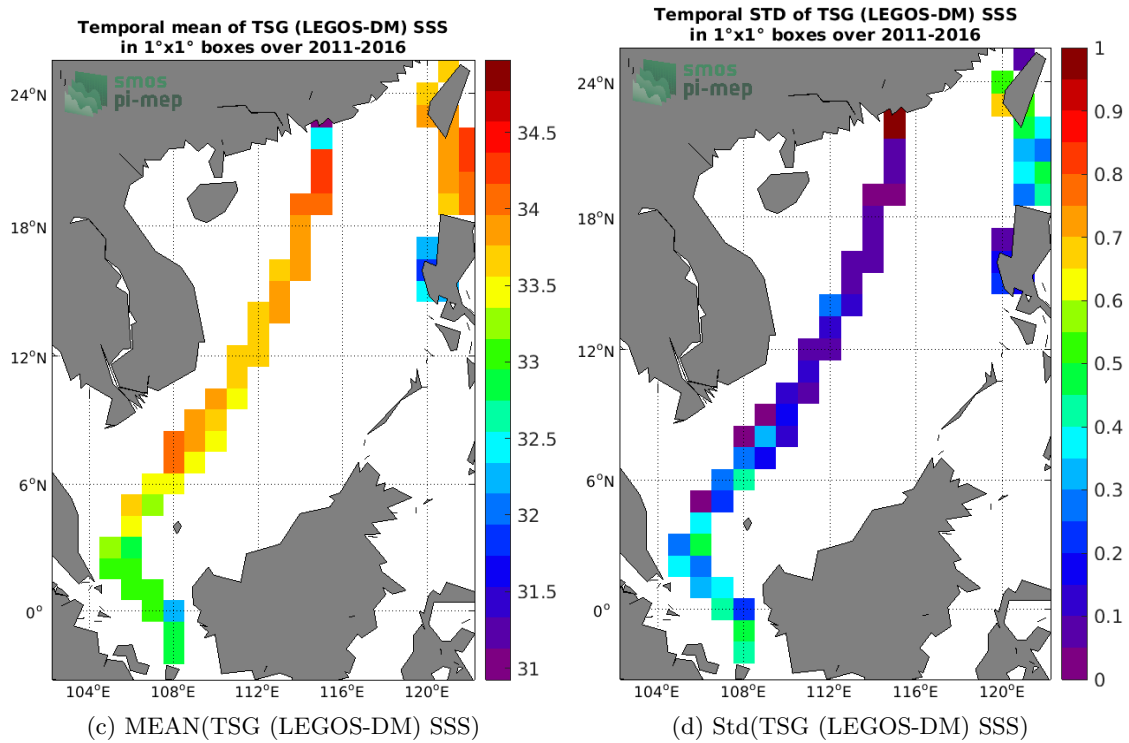 Temporal mean of TSG (LEGOS-DM) SSS
in 1°x1° boxes over 2011-2016
smos
pi-mep
24°N
18°N
12°N
6°N
0°
104°E
108°E
112°E
116°E
120°E
34.5
34
33.5
33
32.5
32
31.5
31
(c) MEAN(TSG (LEGOS-DM) SSS)
Temporal STD of TSG (LEGOS-DM) SSS
in 1°x1° boxes over 2011-2016
smos
pi-mep
24°N
18°N
12°N
6°N
0°
104°E
108°E
112°E
116°E
120°E
1
0.9
0.8
0.7
0.6
0.5
0.4
0.3
0.2
0.1
0
(d) Std(TSG (LEGOS-DM) SSS)